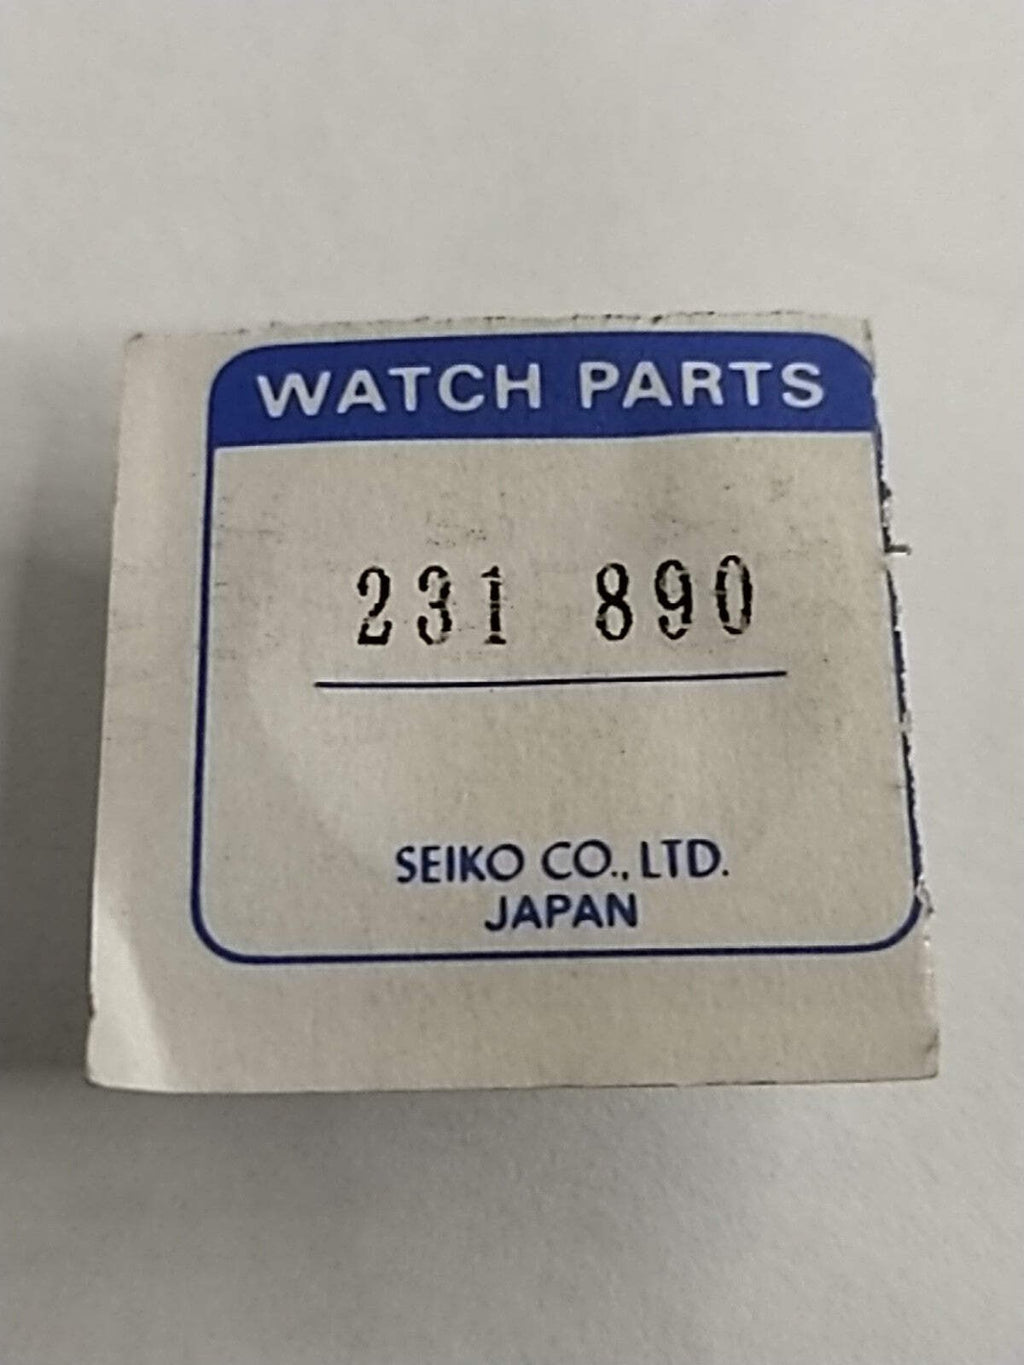 WATCH PARTS
231 890
SEIKO CO., LTD.
JAPAN